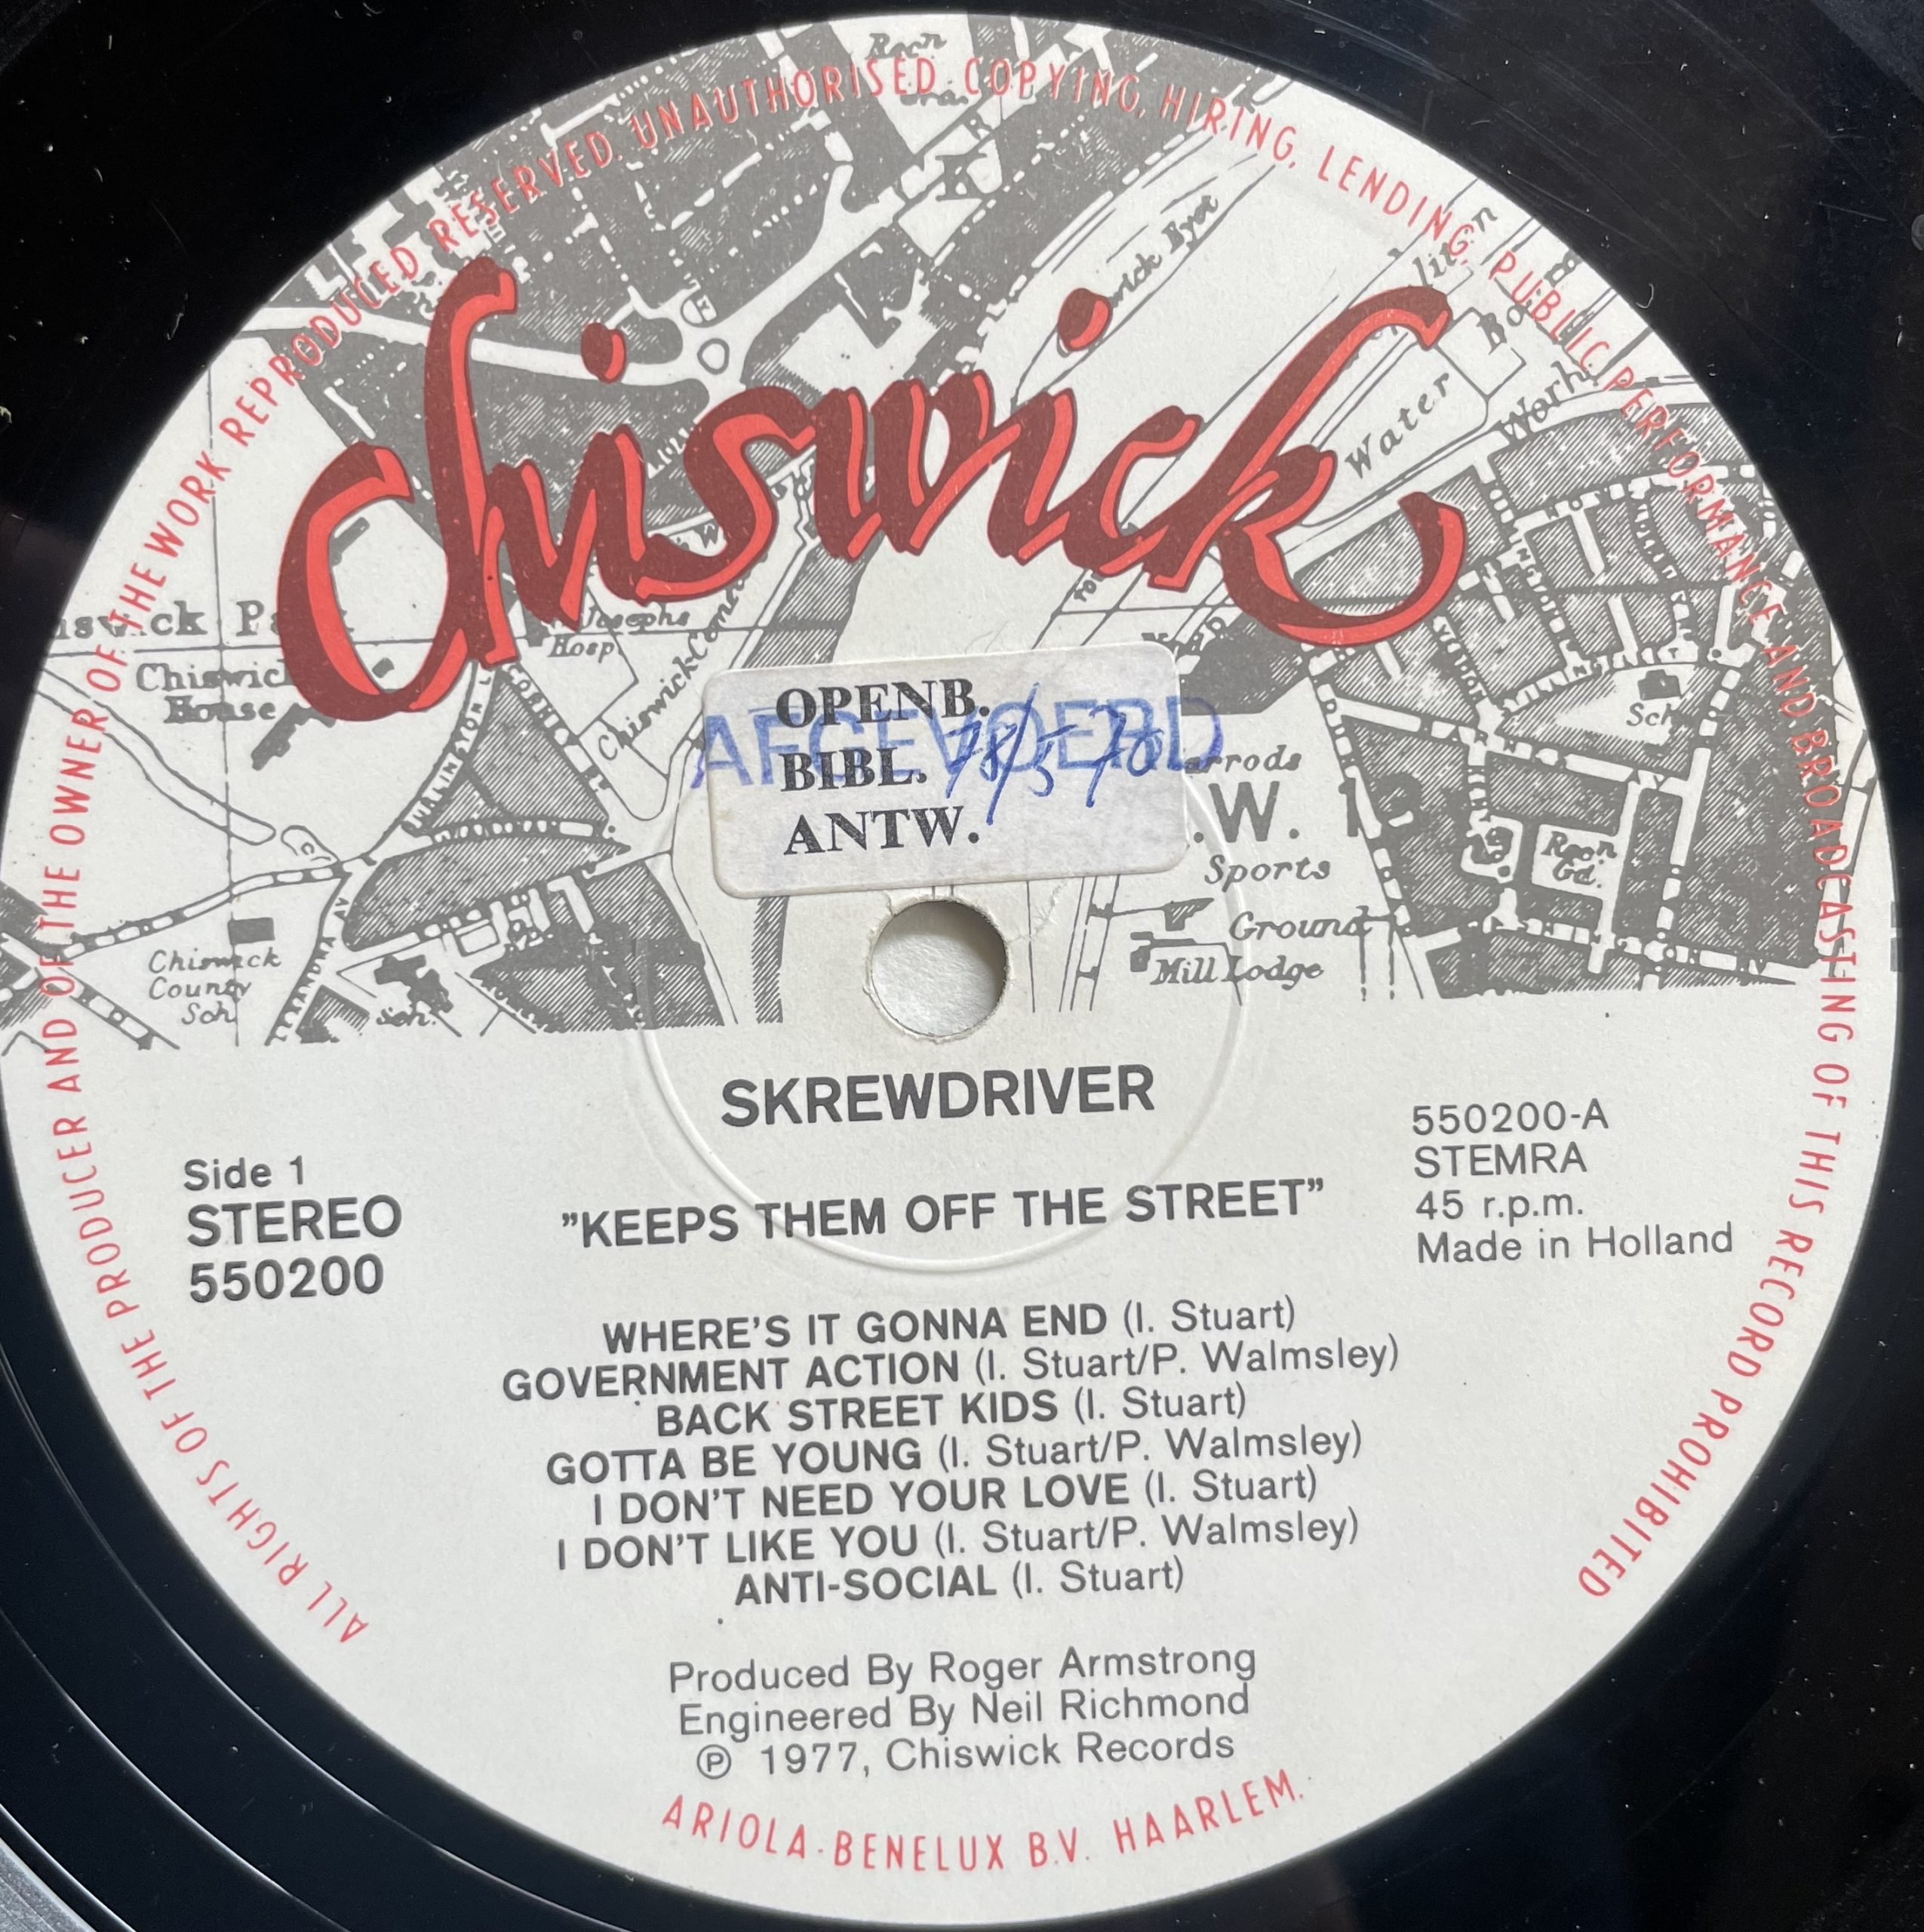 ALL RIGHTS OF THE PRODUCER AND OF THE OWNER OF THE WORK REPRODUCED RESERVED. UNAUTHORISED COPYING, HIRING, LENDING, PUBLIC PERFORMANCE AND BROADCASTING OF THIS RECORD PROHIBITED
Recn
Chiswick
Water
Works
Josephs
Hosp.
Chiswick
House
OPENB.
BIBL.
ANTW.
AFGEVOERD
W.
Sports
Ground
Mill Lodge
Recn
Gd.
Sch
Chiswick
County
Sch
Sch.
SKREWDRIVER
Side 1
STEREO
550200
"KEEPS THEM OFF THE STREET"
550200-A
STEMRA
45 r.p.m.
Made in Holland
WHERE'S IT GONNA END (I. Stuart)
GOVERNMENT ACTION (I. Stuart/P. Walmsley)
BACK STREET KIDS (I. Stuart)
GOTTA BE YOUNG (I. Stuart/P. Walmsley)
I DON'T NEED YOUR LOVE (I. Stuart)
I DON'T LIKE YOU (I. Stuart/P. Walmsley)
ANTI-SOCIAL (I. Stuart)
Produced By Roger Armstrong
Engineered By Neil Richmond
℗ 1977, Chiswick Records
ARIOLA-BENELUX B.V. HAARLEM.